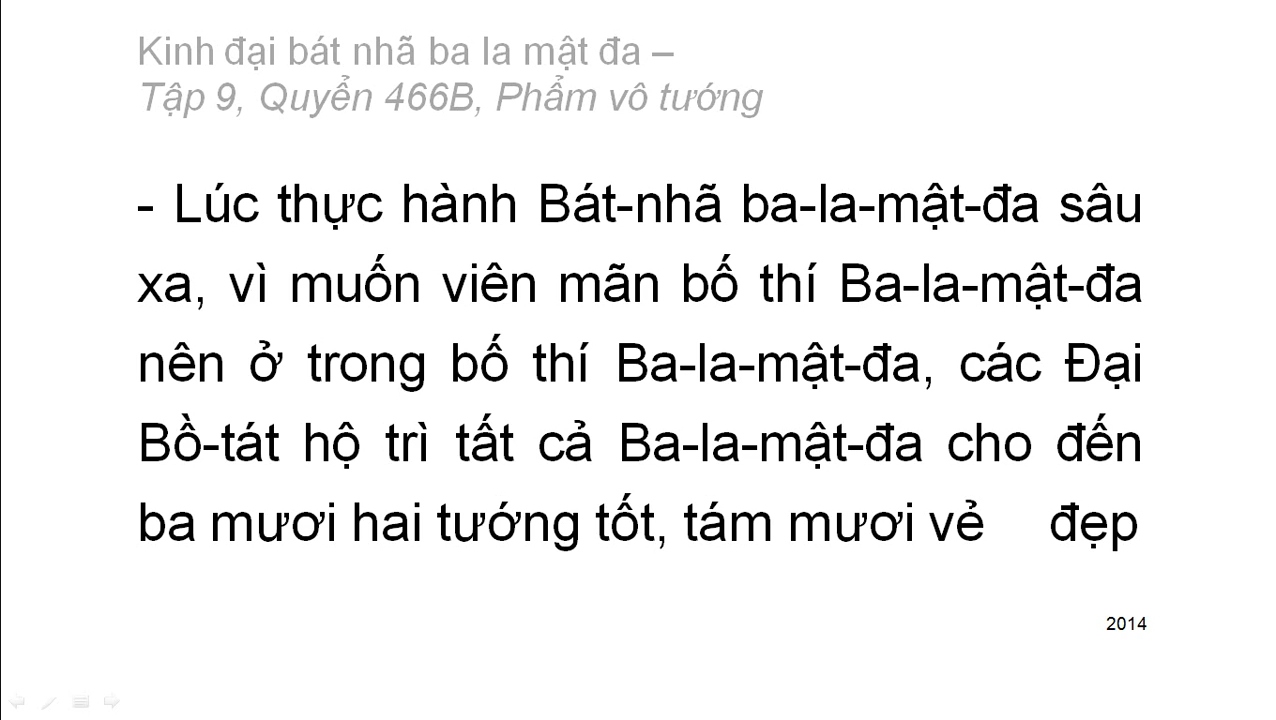 Kinh đại bát nhã ba la mật đa –
Tập 9, Quyển 466B, Phẩm vô tướng
- Lúc thực hành Bát-nhã ba-la-mật-đa sâu
xa, vì muốn viên mãn bố thí Ba-la-mật-đa
nên ở trong bố thí Ba-la-mật-đa, các Đại
Bồ-tát hộ trì tất cả Ba-la-mật-đa cho đến
ba mươi hai tướng tốt, tám mươi vẻ đẹp
2014